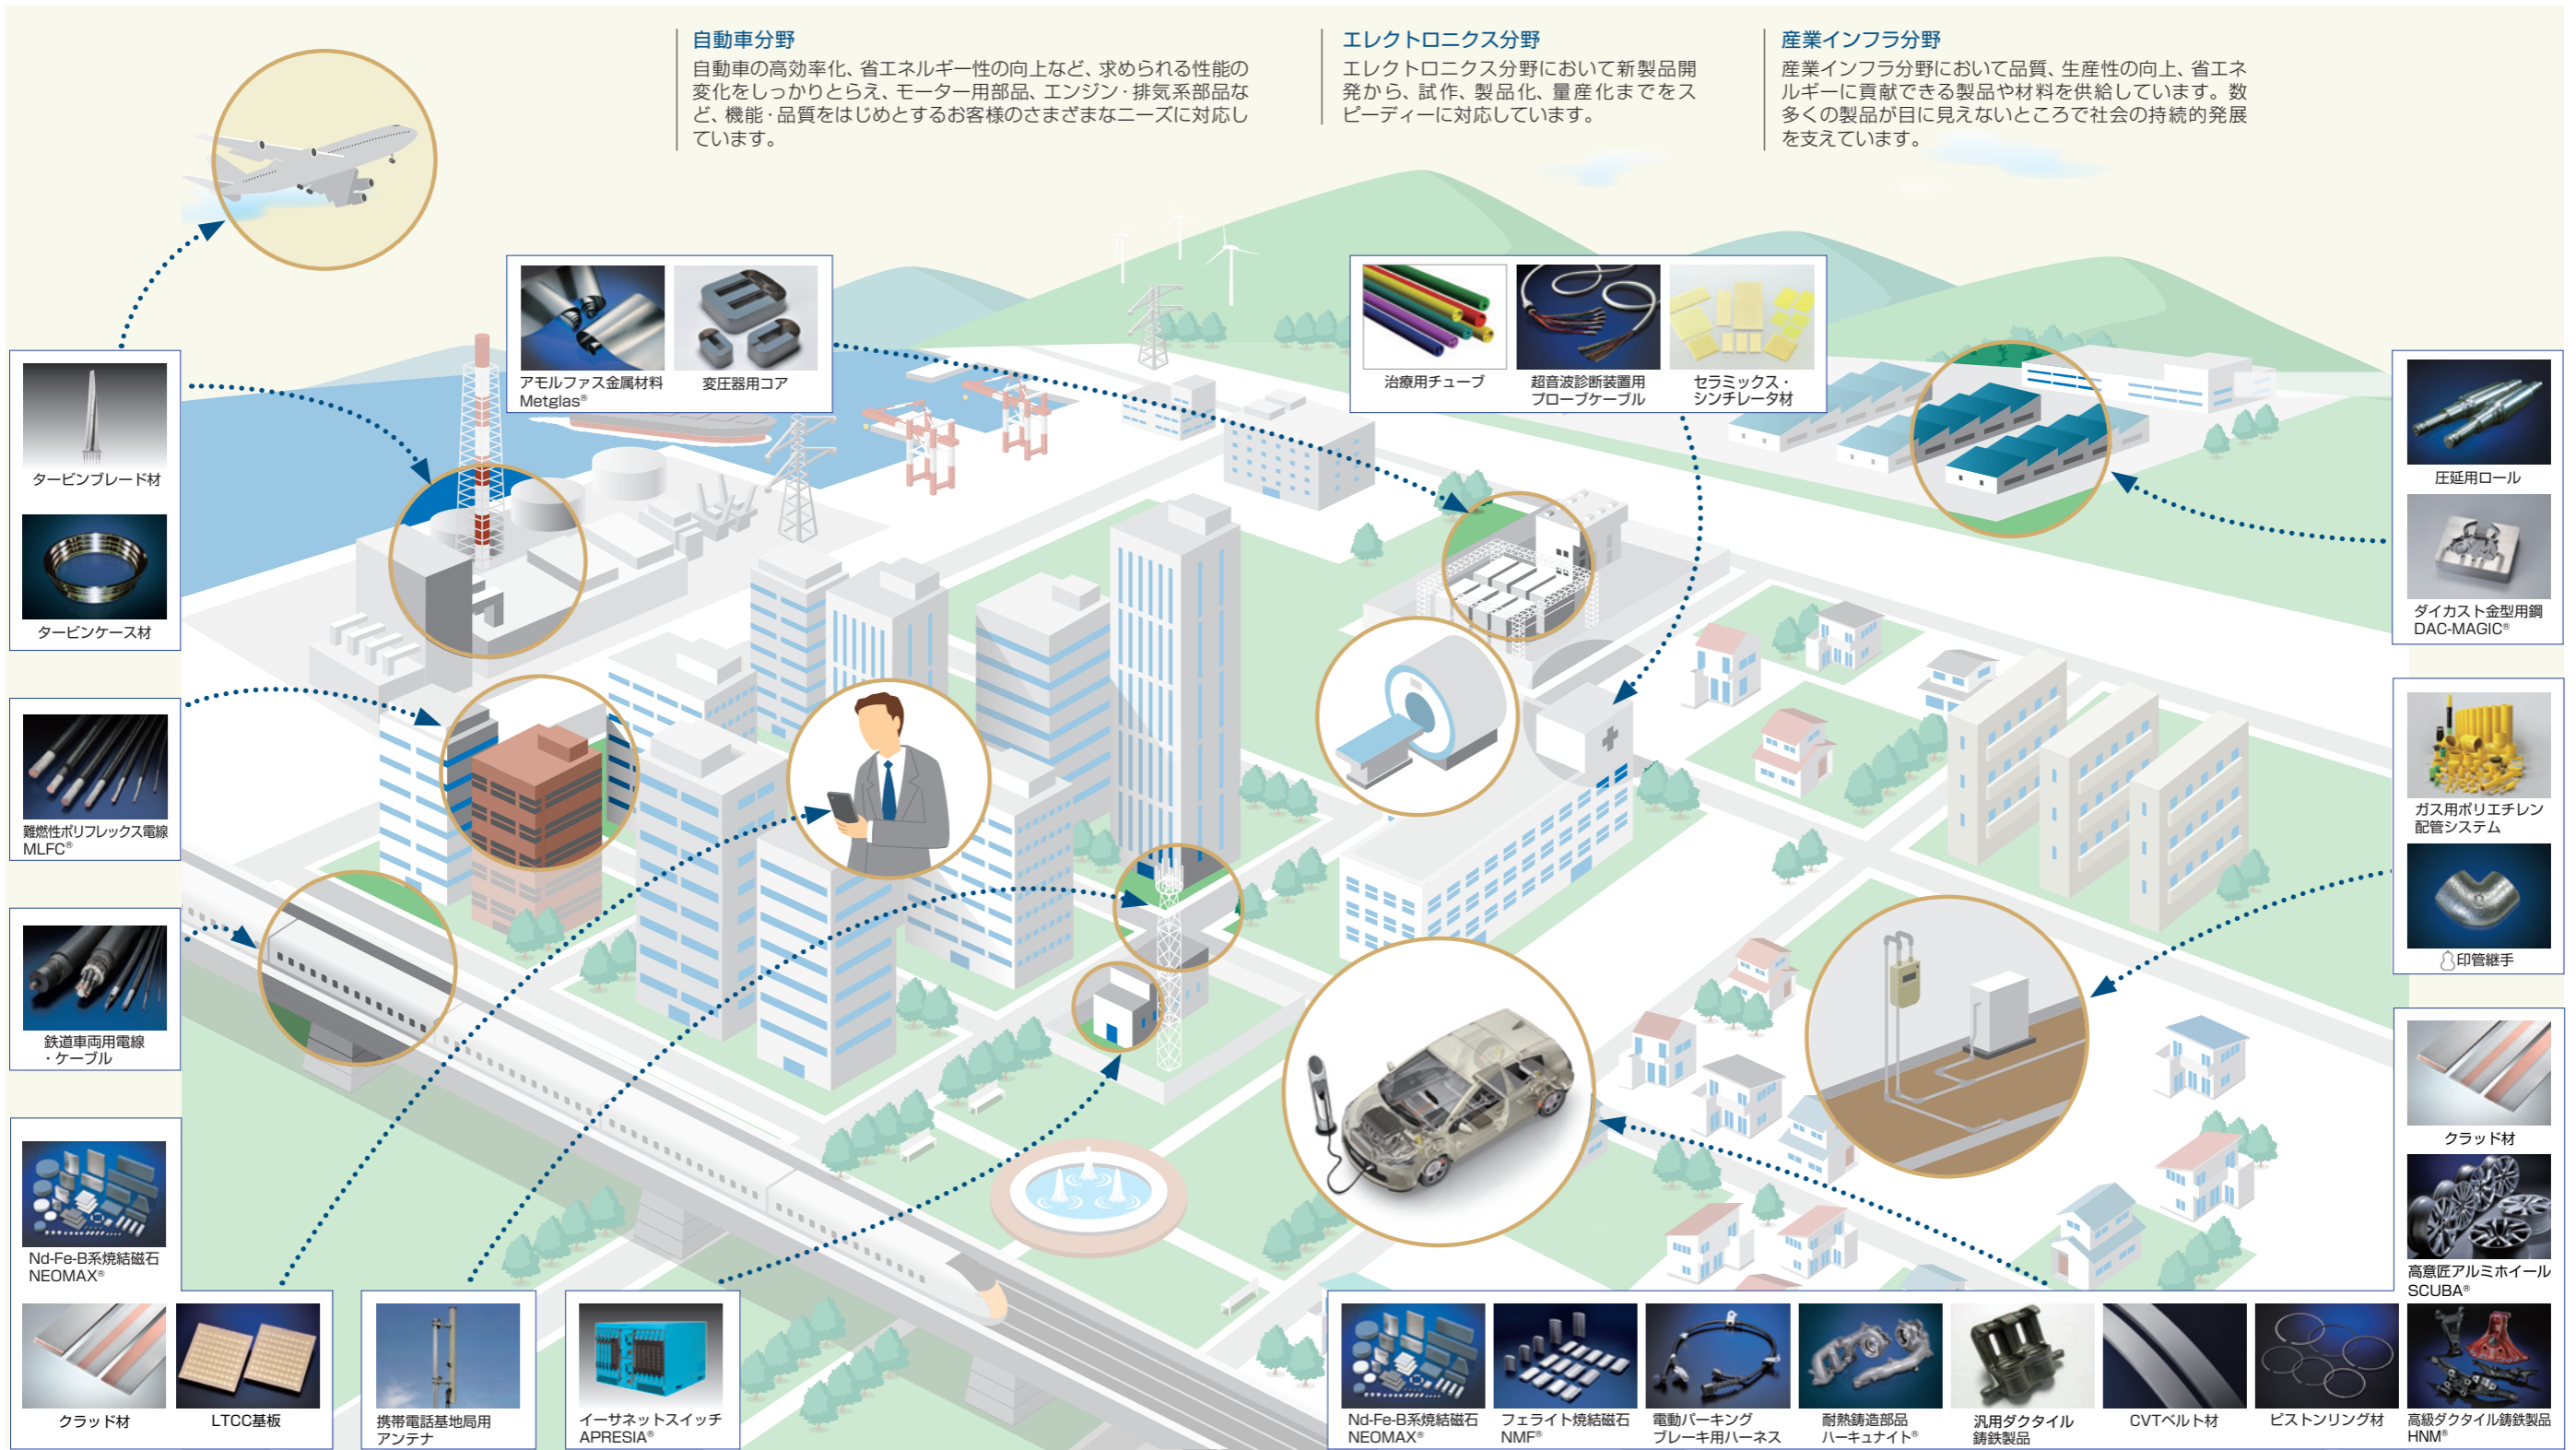 自動車分野
自動車の高効率化、省エネルギー性の向上など、求められる性能の
変化をしっかりとらえ、モーター用部品、エンジン・排気系部品な
ど、機能・品質をはじめとするお客様のさまざまなニーズに対応し
ています。
エレクトロニクス分野
エレクトロニクス分野において新製品開
発から、試作、製品化、量産化までをス
ピーディーに対応しています。
産業インフラ分野
産業インフラ分野において品質、生産性の向上、省エネ
ルギーに貢献できる製品や材料を供給しています。数
多くの製品が目に見えないところで社会の持続的発展
を支えています。
アモルファス金属材料
Metglas®
変圧器用コア
治療用チューブ
超音波診断装置用
プローブケーブル
セラミックス・
シンチレータ材
タービンブレード材
タービンケース材
圧延用ロール
ダイカスト金型用鋼
DAC-MAGIC®
難燃性ポリフレックス電線
MLFC®
ガス用ポリエチレン
配管システム
印管継手
鉄道車両用電線
・ケーブル
クラッド材
高意匠アルミホイール
SCUBA®
Nd-Fe-B系焼結磁石
NEOMAX®
クラッド材
LTCC基板
携帯電話基地局用
アンテナ
イーサネットスイッチ
APRESIA®
Nd-Fe-B系焼結磁石
NEOMAX®
フェライト焼結磁石
NMF®
電動パーキング
ブレーキ用ハーネス
耐熱鋳造部品
ハーキュナイト®
汎用ダクタイル
鋳鉄製品
CVTベルト材
ピストンリング材
高級ダクタイル鋳鉄製品
HNM®